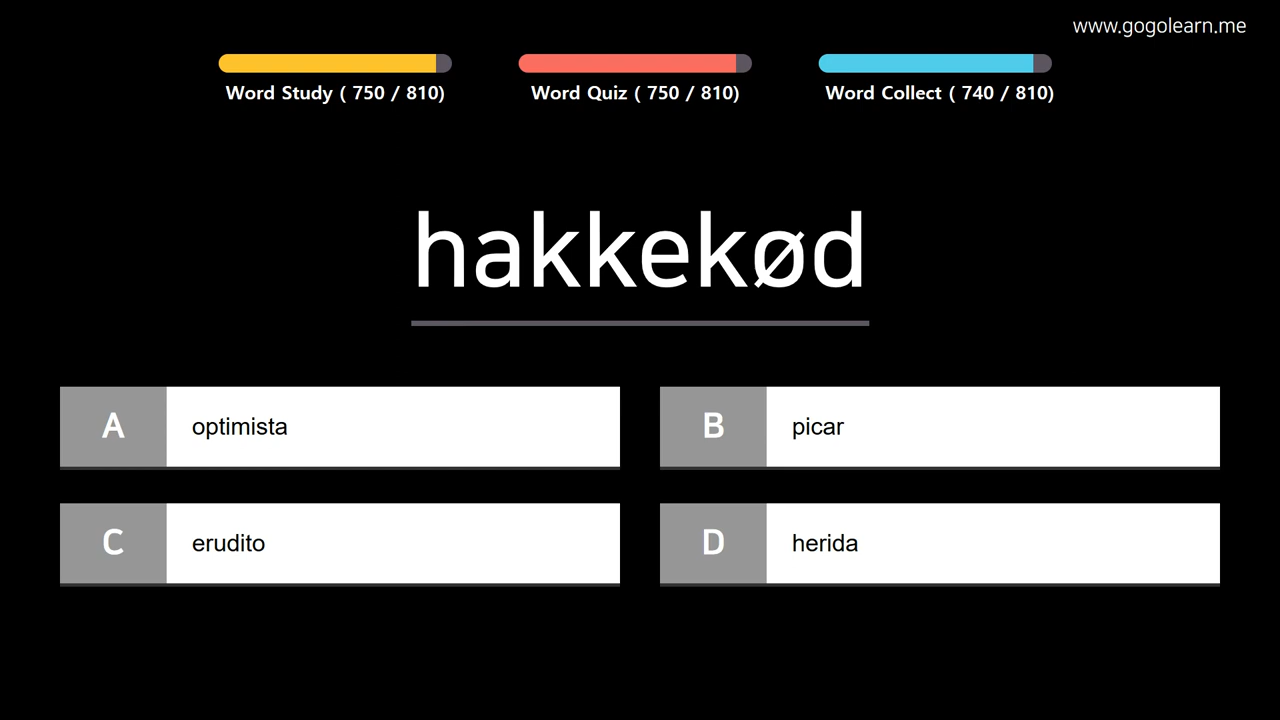 www.gogolearn.me
Word Study ( 750 / 810)
Word Quiz ( 750 / 810)
Word Collect ( 740 / 810)
hakkekød
A optimista
B picar
C erudito
D herida